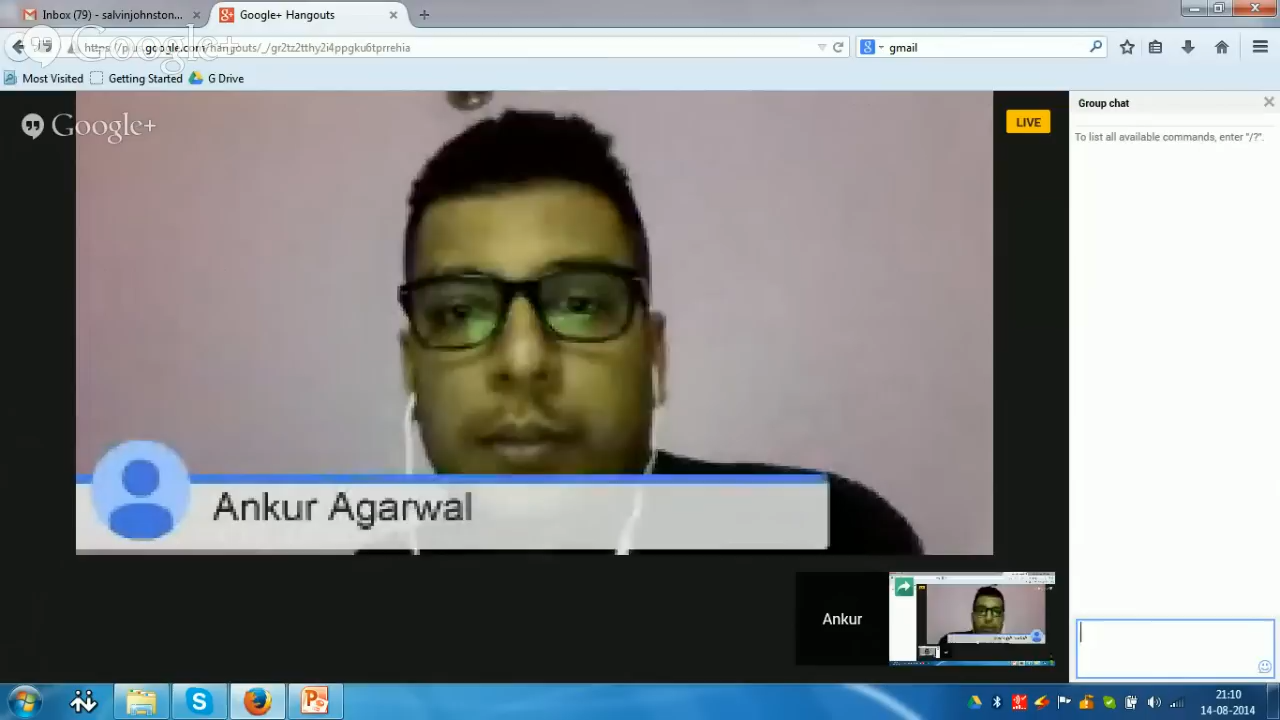 Inbox (79) - salvinjohnston...
Google+ Hangouts
google.com/hangouts/_/gr2tz2tthy2i4ppgku6tprrehia
gmail
Most Visited
Getting Started
G Drive
Google+
LIVE
Group chat
To list all available commands, enter "/?".
Ankur Agarwal
Ankur
21:10
14-08-2014